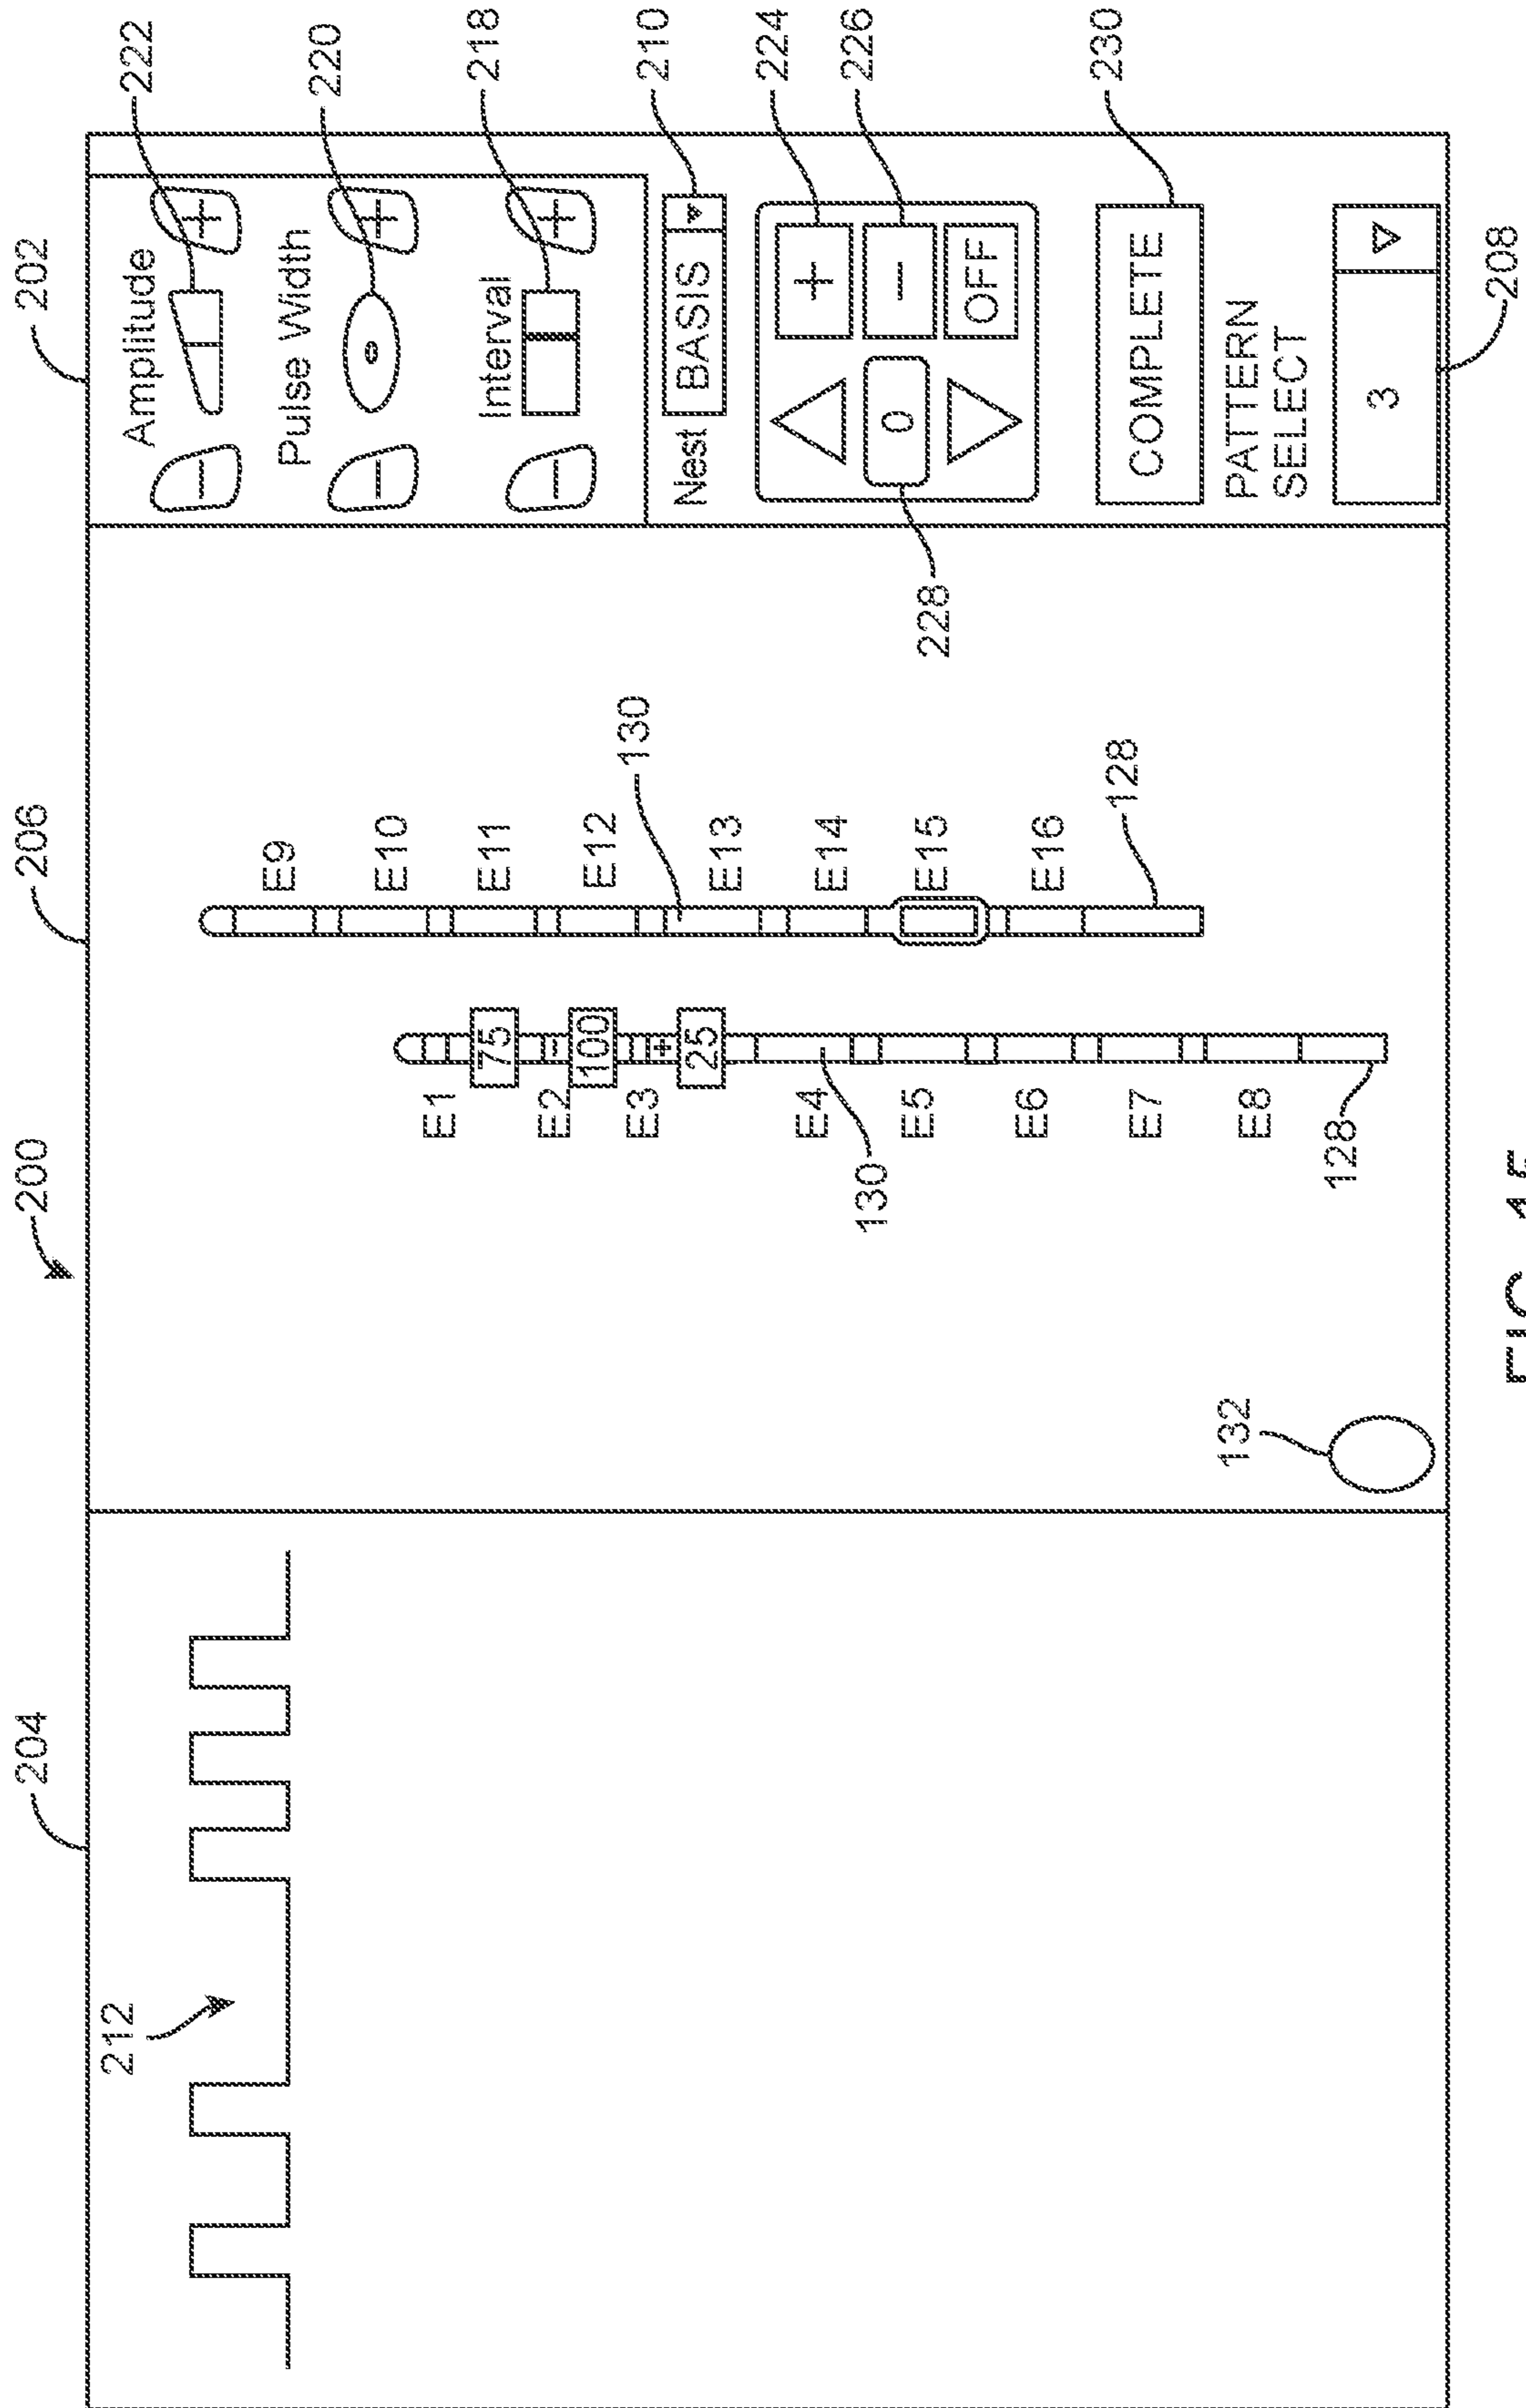 204
200
206
202
212
Amplitude
222
− +
Pulse Width
220
− +
Interval
218
− +
E9
E10
E11
E12
E13
E14
E15
E16
130
128
E1
E2
E3
E4
E5
E6
E7
E8
75
−
100
+
25
130
128
132
Nest BASIS
210
+
224
0
−
226
228
OFF
COMPLETE
230
PATTERN
SELECT
3
208